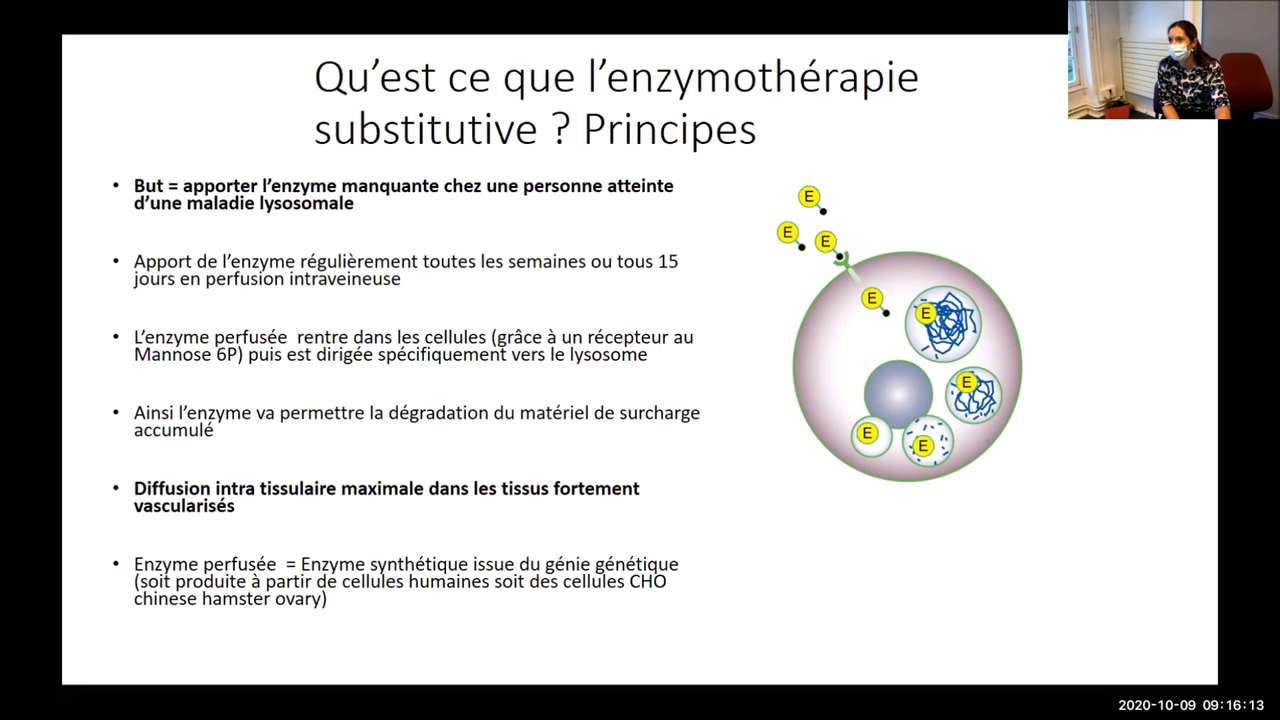 Qu’est ce que l’enzymothérapie
substitutive ? Principes
• But = apporter l’enzyme manquante chez une personne atteinte
d’une maladie lysosomale
• Apport de l’enzyme régulièrement toutes les semaines ou tous 15
jours en perfusion intraveineuse
• L’enzyme perfusée rentre dans les cellules (grâce à un récepteur au
Mannose 6P) puis est dirigée spécifiquement vers le lysosome
• Ainsi l’enzyme va permettre la dégradation du matériel de surcharge
accumulé
• Diffusion intra tissulaire maximale dans les tissus fortement
vascularisés
• Enzyme perfusée = Enzyme synthétique issue du génie génétique
(soit produite à partir de cellules humaines soit des cellules CHO
chinese hamster ovary)
E
E
E
E
E
E
E
E
2020-10-09 09:16:13